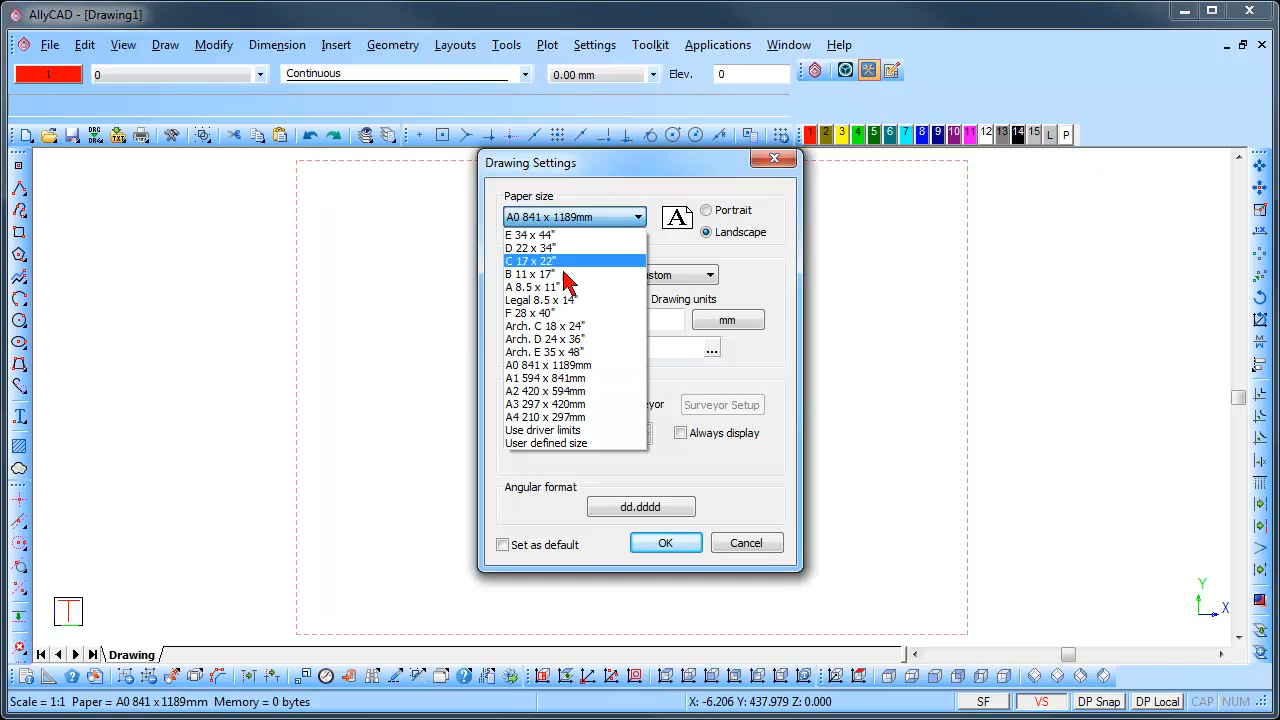 AllyCAD - [Drawing1]
File Edit View Draw Modify Dimension Insert Geometry Layouts Tools Plot Settings Toolkit Applications Window Help
1 0 Continuous 0.00 mm Elev. 0
1 2 3 4 5 6 7 8 9 10 11 12 13 14 15 L P
Drawing Settings
Paper size
A0 841 x 1189mm
A
Portrait
Landscape
E 34 x 44"
D 22 x 34"
C 17 x 22"
B 11 x 17"
A 8.5 x 11"
Legal 8.5 x 14"
F 28 x 40"
Arch. C 18 x 24"
Arch. D 24 x 36"
Arch. E 35 x 48"
A0 841 x 1189mm
A1 594 x 841mm
A2 420 x 594mm
A3 297 x 420mm
A4 210 x 297mm
Use driver limits
User defined size
stom
Drawing units
mm
...
yor Surveyor Setup
Always display
Angular format
dd.dddd
Set as default OK Cancel
Y
X
T
Drawing
Scale = 1:1 Paper = A0 841 x 1189mm Memory = 0 bytes X: -6.206 Y: 437.979 Z: 0.000 SF VS DP Snap DP Local CAP NUM